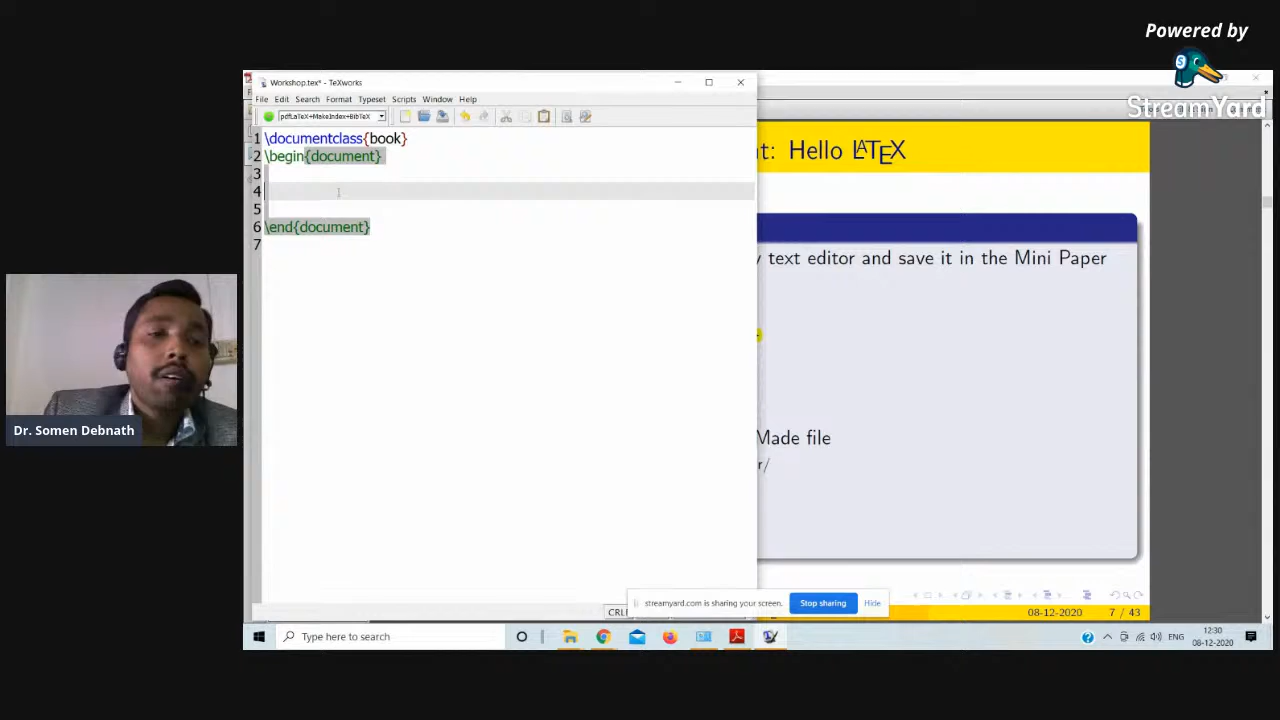 Powered by
StreamYard
Workshop.tex* - TeXworks
File Edit Search Format Typeset Scripts Window Help
pdfLaTeX+MakeIndex+BibTeX
1 \documentclass{book}
2 \begin{document}
3
4
5
6 \end{document}
7
t: Hello LATEX
text editor and save it in the Mini Paper
Made file
r/
Dr. Somen Debnath
CRL
streamyard.com is sharing your screen. Stop sharing Hide
08-12-2020 7 / 43
Type here to search
ENG
12:30
08-12-2020